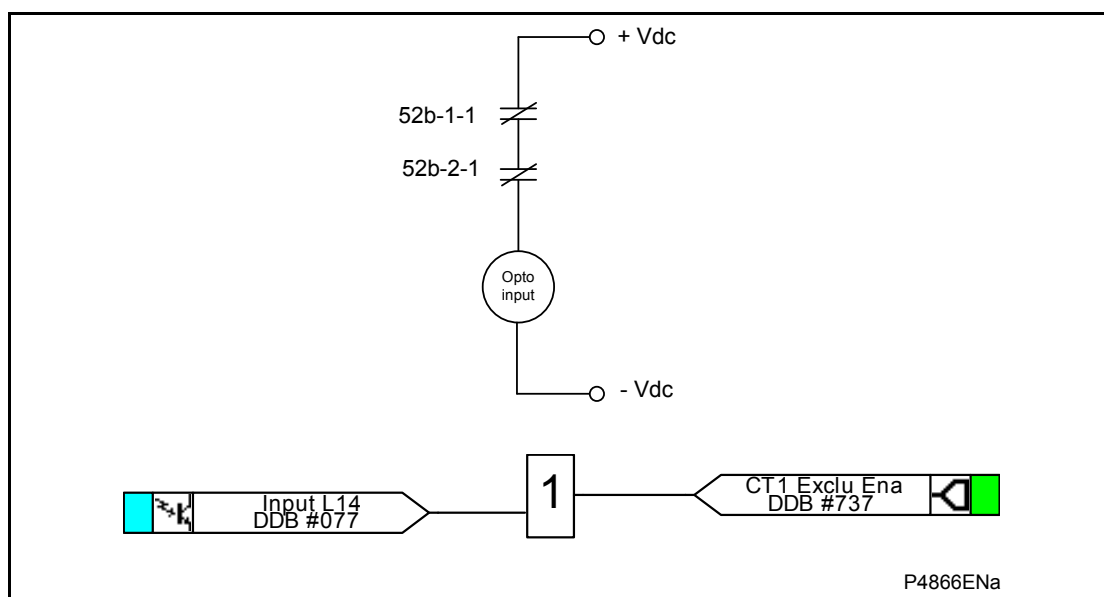 + Vdc
52b-1-1
52b-2-1
Opto
input
- Vdc
1
Input L14
DDB #077
CT1 Exclu Ena
DDB #737
P4866ENa